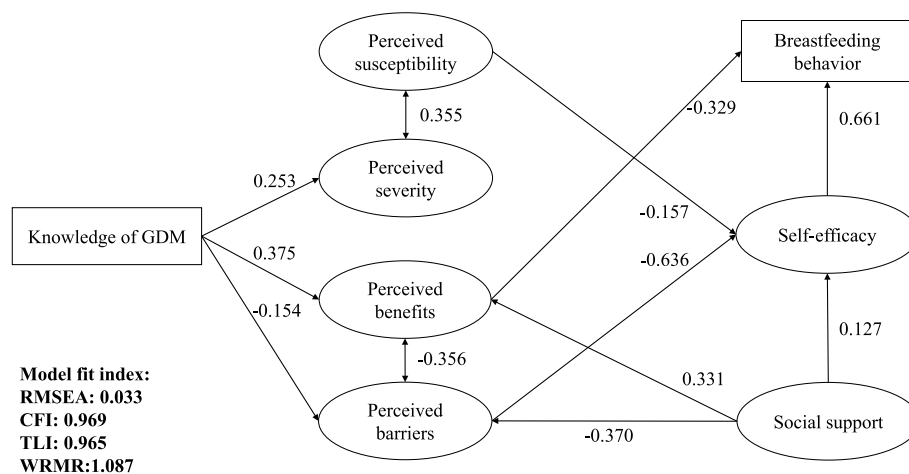 Perceived
susceptibility
Breastfeeding
behavior
-0.329
0.355
0.661
Perceived
severity
0.253
-0.157
Knowledge of GDM
Self-efficacy
0.375
-0.636
Perceived
benefits
-0.154
0.127
-0.356
0.331
Model fit index:
RMSEA: 0.033
CFI: 0.969
TLI: 0.965
WRMR:1.087
Perceived
barriers
Social support
-0.370